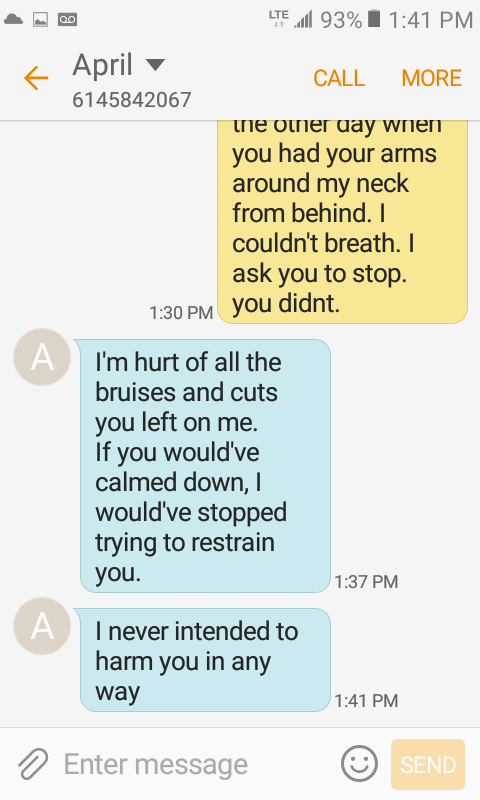 LTE 93% 1:41 PM
April
6145842067
CALL MORE
the other day when
you had your arms
around my neck
from behind. I
couldn't breath. I
ask you to stop.
you didnt.
1:30 PM
A
I'm hurt of all the
bruises and cuts
you left on me.
If you would've
calmed down, I
would've stopped
trying to restrain
you.
1:37 PM
A
I never intended to
harm you in any
way
1:41 PM
Enter message
SEND